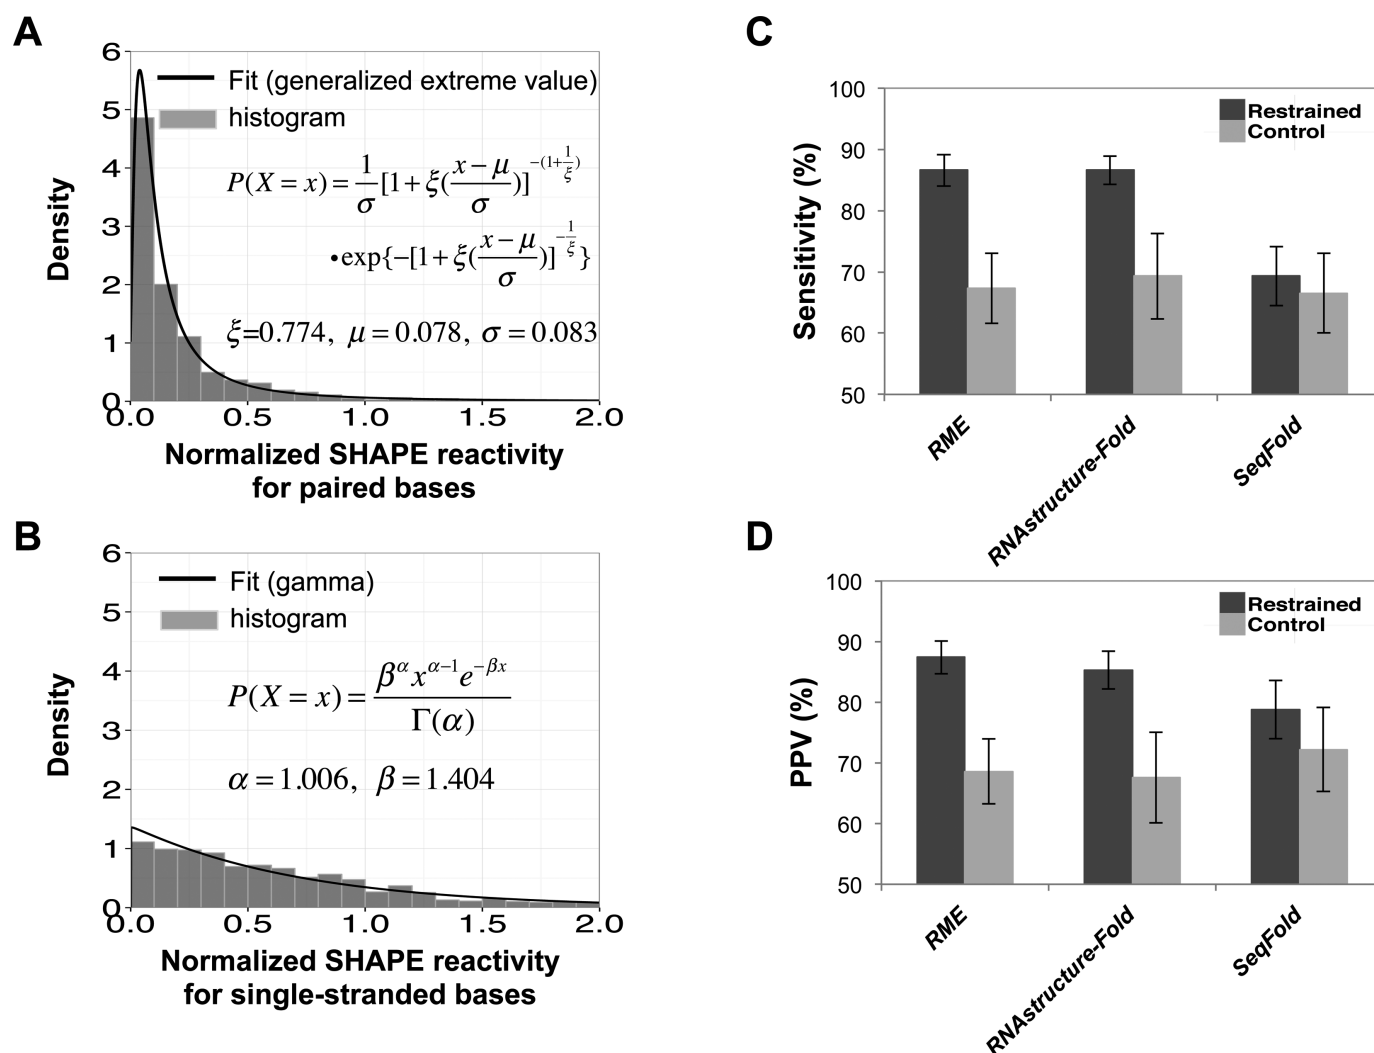 A
6
5
4
3
2
1
0
Density
Fit (generalized extreme value)
histogram
P(X = x) = 1/σ [1 + ξ((x − μ)/σ)]^−(1+1/ξ)
•exp{−[1 + ξ((x − μ)/σ)]^−1/ξ}
ξ=0.774, μ = 0.078, σ = 0.083
0.0 0.5 1.0 1.5 2.0
Normalized SHAPE reactivity
for paired bases
B
6
5
4
3
2
1
0
Density
Fit (gamma)
histogram
P(X = x) = β^α x^α−1 e^−βx / Γ(α)
α = 1.006, β = 1.404
0.0 0.5 1.0 1.5 2.0
Normalized SHAPE reactivity
for single-stranded bases
C
100
90
80
70
60
50
Sensitivity (%)
Restrained
Control
RME
RNAstructure-Fold
SeqFold
D
100
90
80
70
60
50
PPV (%)
Restrained
Control
RME
RNAstructure-Fold
SeqFold